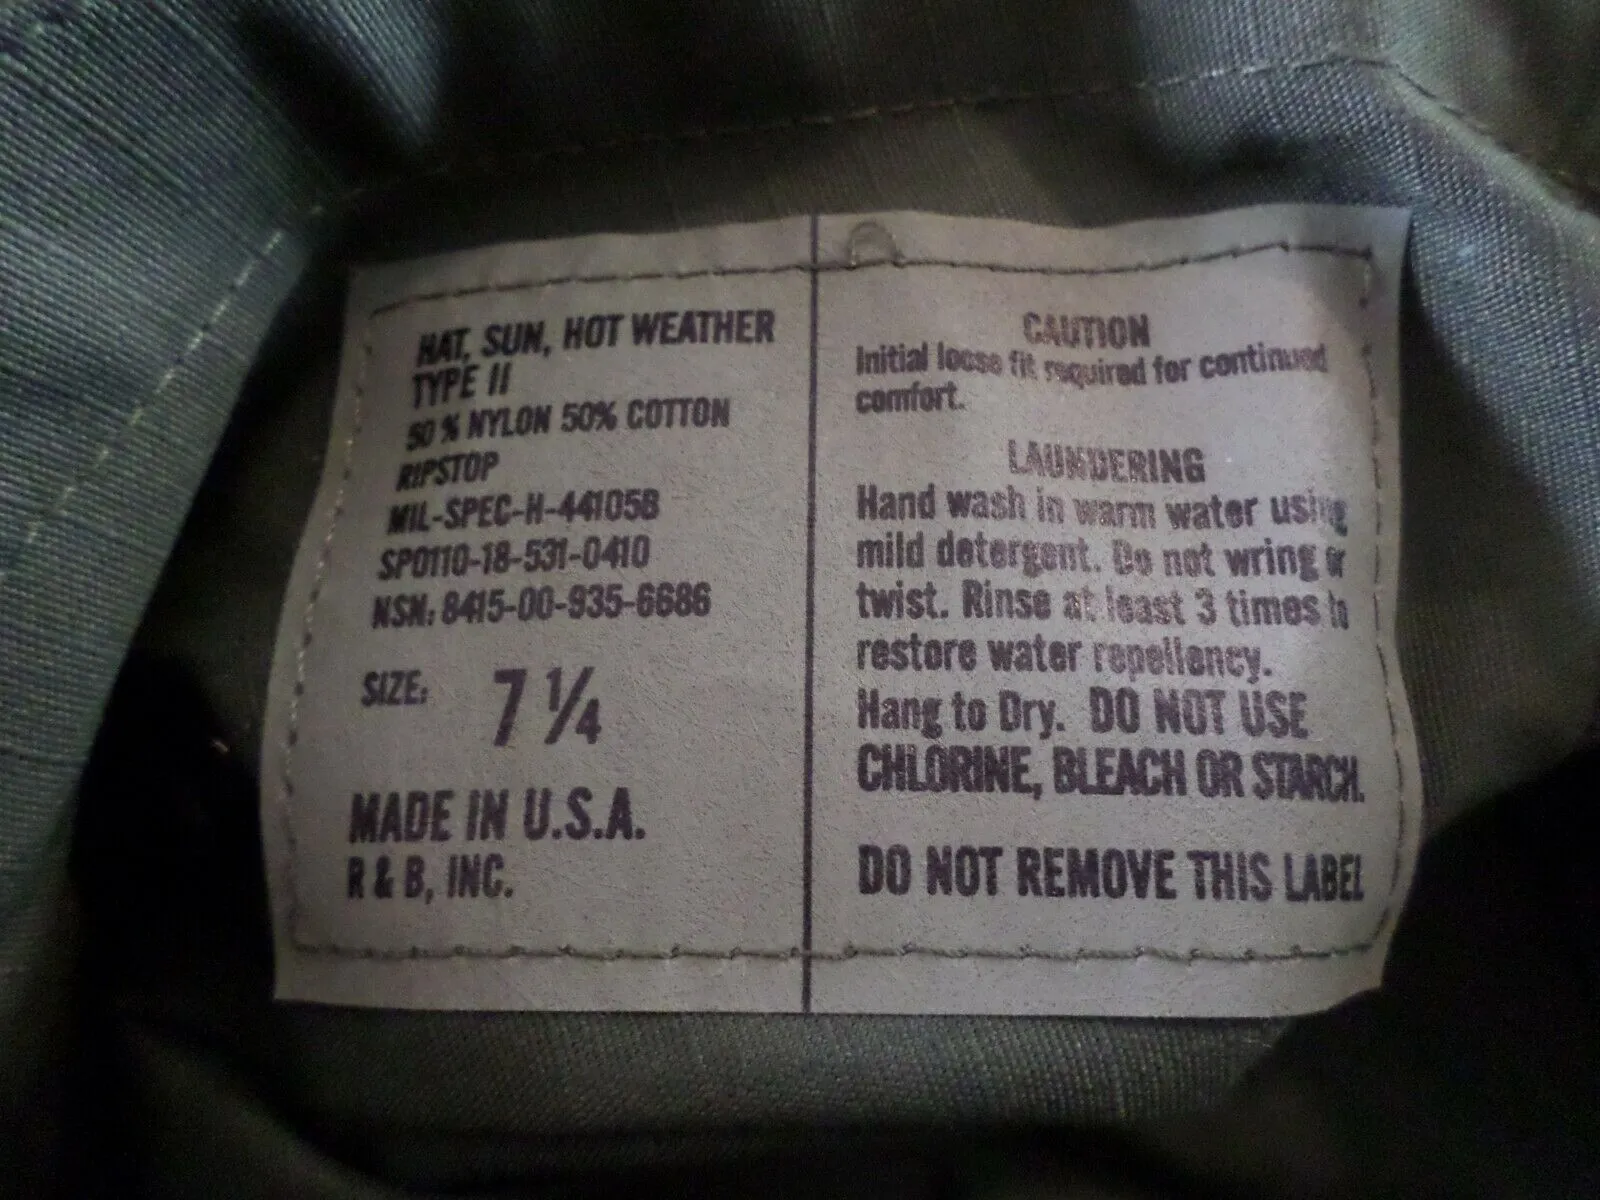 HAT, SUN, HOT WEATHER
TYPE II
50 % NYLON 50% COTTON
RIPSTOP
MIL-SPEC-H-44105B
SP0110-18-531-0410
NSN: 8415-00-935-6686
SIZE: 7 1/4
MADE IN U.S.A.
R & B, INC.
CAUTION
Initial loose fit required for continued
comfort.
LAUNDERING
Hand wash in warm water using
mild detergent. Do not wring or
twist. Rinse at least 3 times to
restore water repellency.
Hang to Dry. DO NOT USE
CHLORINE, BLEACH OR STARCH.
DO NOT REMOVE THIS LABEL